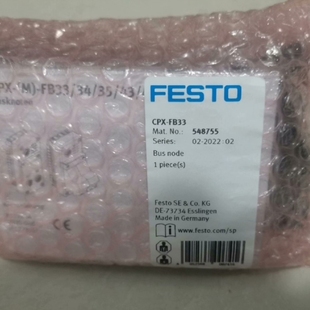 FESTO
CPX-FB33
Mat. No.: 548755
Series: 02-2022:02
Bus node
1 piece(s)
Festo SE & Co. KG
DE-73734 Esslingen
Made in Germany
www.festo.com/sp
PX-(M)-FB33/34/35/43/
CE